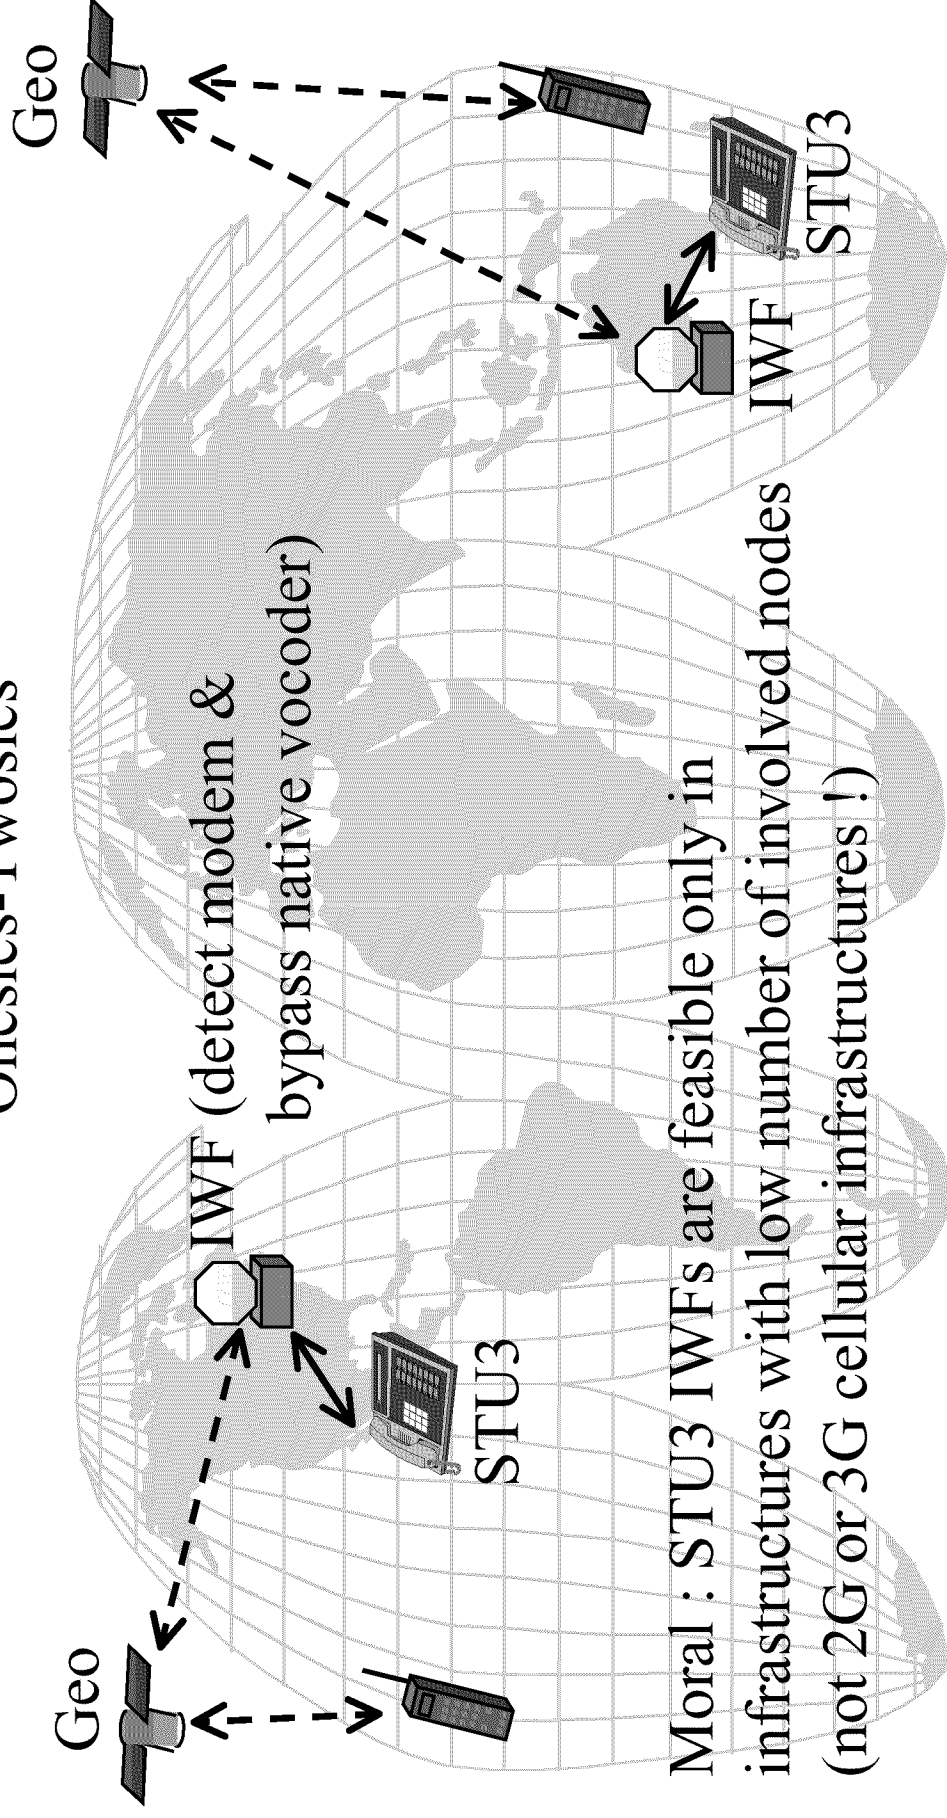 Onesies-Twosies
Geo
Geo
IWF (detect modem &
bypass native vocoder)
STU3
IWF
STU3
Moral : STU3 IWFs are feasible only in
infrastructures with low number of involved nodes
(not 2G or 3G cellular infrastructures !)